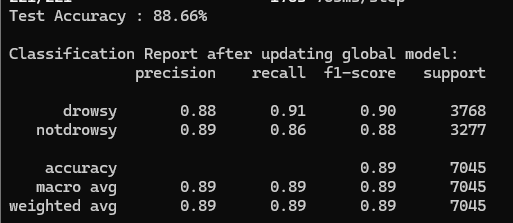 Test Accuracy : 88.66%
Classification Report after updating global model:
precision recall f1-score support
drowsy 0.88 0.91 0.90 3768
notdrowsy 0.89 0.86 0.88 3277
accuracy 0.89 7045
macro avg 0.89 0.89 0.89 7045
weighted avg 0.89 0.89 0.89 7045